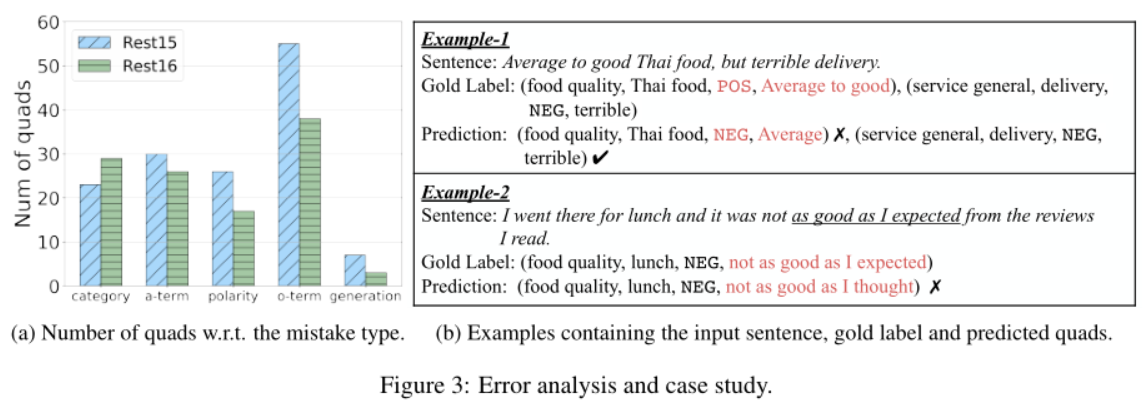 60
50
40
30
20
10
0
Num of quads
Rest15
Rest16
category a-term polarity o-term generation
(a) Number of quads w.r.t. the mistake type.
Example-1
Sentence: Average to good Thai food, but terrible delivery.
Gold Label: (food quality, Thai food, POS, Average to good), (service general, delivery,
NEG, terrible)
Prediction: (food quality, Thai food, NEG, Average) ✗, (service general, delivery, NEG,
terrible) ✔
Example-2
Sentence: I went there for lunch and it was not as good as I expected from the reviews
I read.
Gold Label: (food quality, lunch, NEG, not as good as I expected)
Prediction: (food quality, lunch, NEG, not as good as I thought) ✗
(b) Examples containing the input sentence, gold label and predicted quads.
Figure 3: Error analysis and case study.